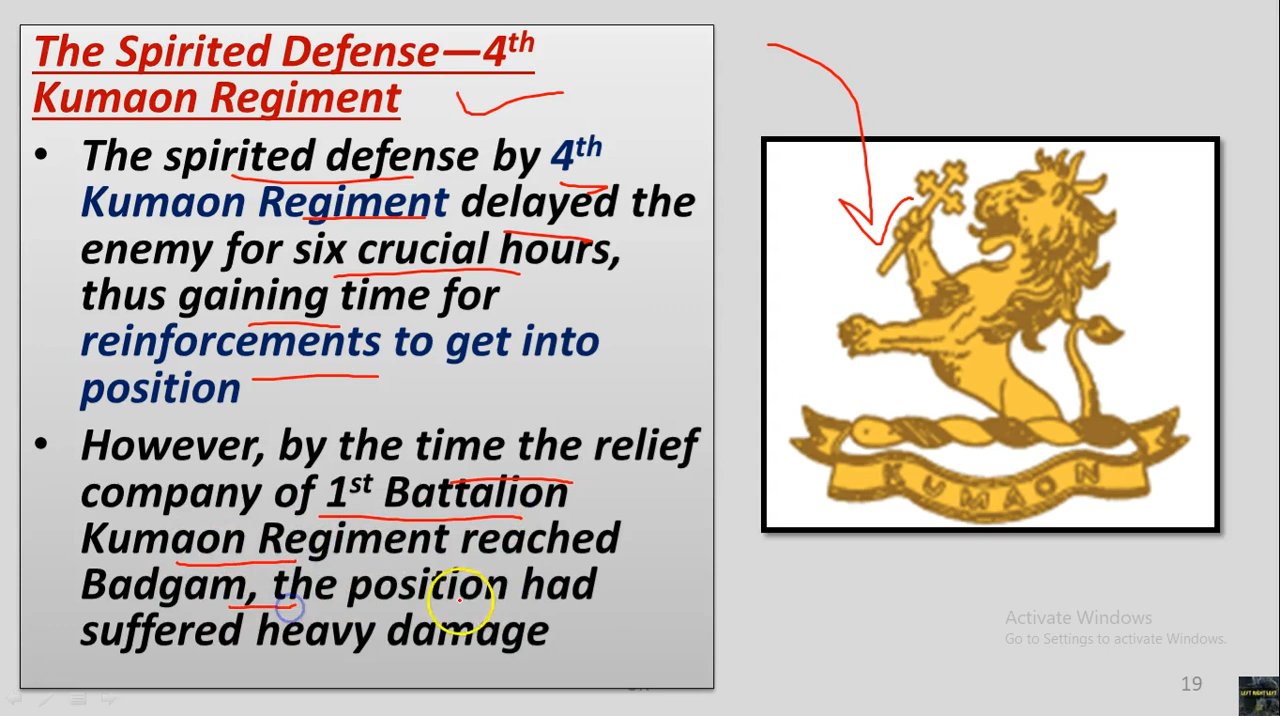 The Spirited Defense—4th
Kumaon Regiment
• The spirited defense by 4th
Kumaon Regiment delayed the
enemy for six crucial hours,
thus gaining time for
reinforcements to get into
position
• However, by the time the relief
company of 1st Battalion
Kumaon Regiment reached
Badgam, the position had
suffered heavy damage
KUMAON
Activate Windows
Go to Settings to activate Windows.
19
LEFT RIGHT LEFT